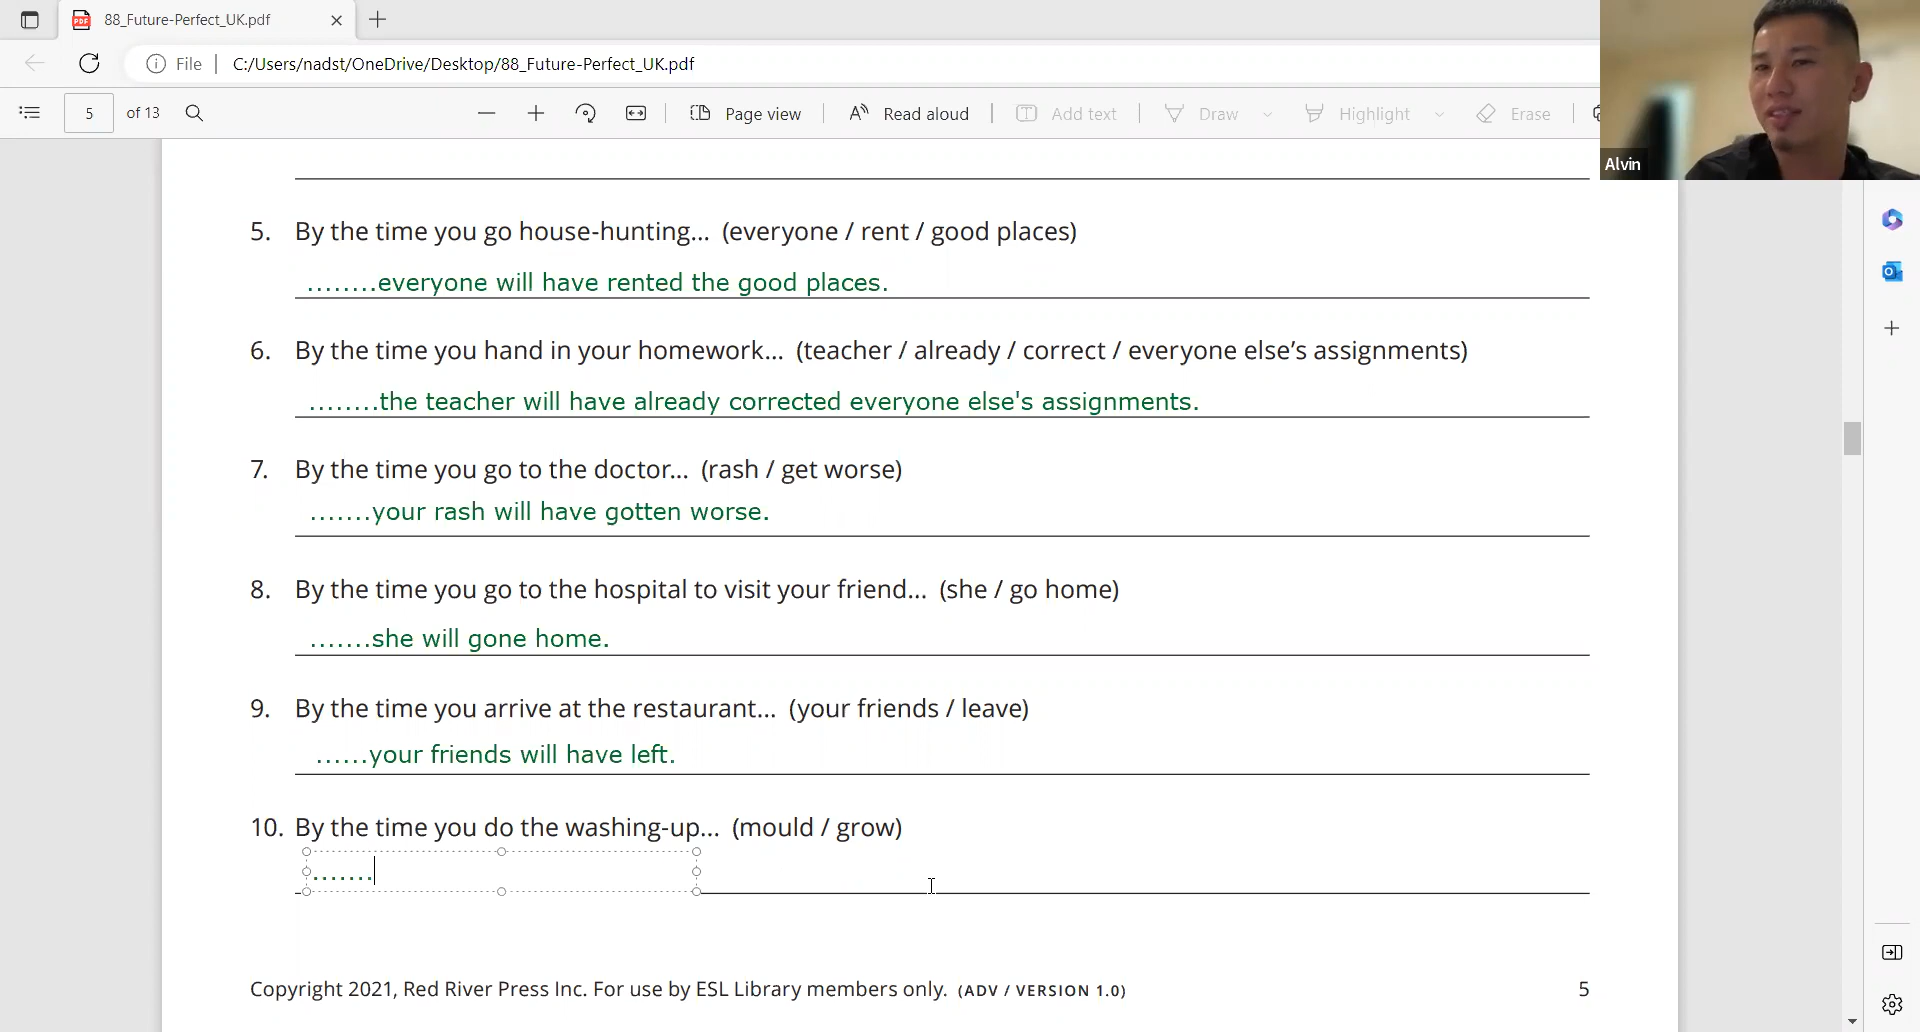 88_Future-Perfect_UK.pdf
File | C:/Users/nadst/OneDrive/Desktop/88_Future-Perfect_UK.pdf
5 of 13 Page view Read aloud Add text Draw Highlight Erase
Alvin
5. By the time you go house-hunting... (everyone / rent / good places)
........everyone will have rented the good places.
6. By the time you hand in your homework... (teacher / already / correct / everyone else’s assignments)
........the teacher will have already corrected everyone else's assignments.
7. By the time you go to the doctor... (rash / get worse)
.......your rash will have gotten worse.
8. By the time you go to the hospital to visit your friend... (she / go home)
.......she will gone home.
9. By the time you arrive at the restaurant... (your friends / leave)
......your friends will have left.
10. By the time you do the washing-up... (mould / grow)
.......
Copyright 2021, Red River Press Inc. For use by ESL Library members only. (ADV / VERSION 1.0) 5